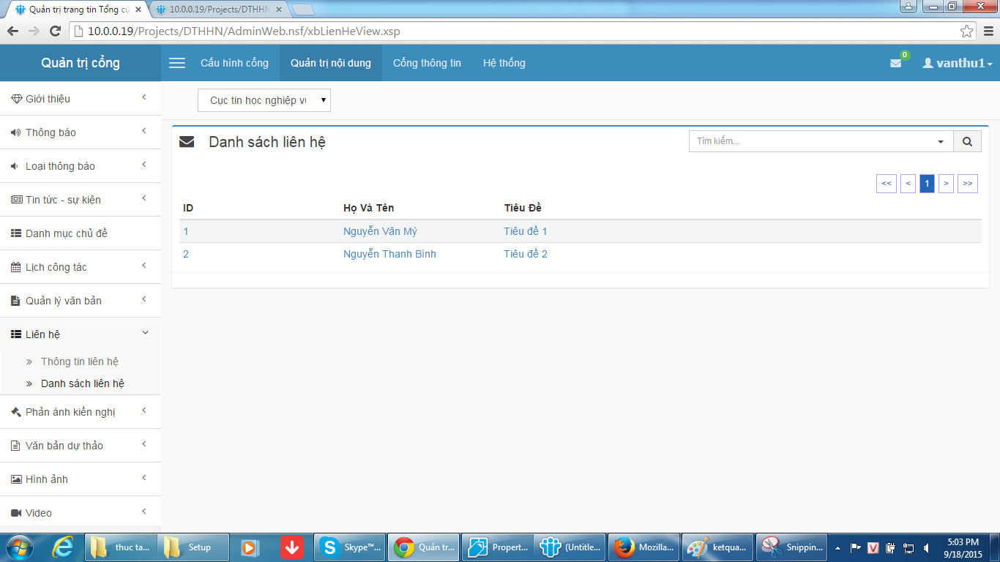 Quản trị trang tin Tổng cụ
10.0.0.19/Projects/DTHHN
10.0.0.19/Projects/DTHHN/AdminWeb.nsf/xbLienHeView.xsp
Quản trị cổng
Cấu hình cổng
Quản trị nội dung
Cổng thông tin
Hệ thống
0
vanthu1
Giới thiệu
Thông báo
Loại thông báo
Tin tức - sự kiện
Danh mục chủ đề
Lịch công tác
Quản lý văn bản
Liên hệ
Thông tin liên hệ
Danh sách liên hệ
Phản ánh kiến nghị
Văn bản dự thảo
Hình ảnh
Video
Cục tin học nghiệp vụ
Danh sách liên hệ
Tìm kiếm...
<< < 1 > >>
ID Họ Và Tên Tiêu Đề
1 Nguyễn Văn Mỷ Tiêu đề 1
2 Nguyễn Thanh Bình Tiêu đề 2
thuc ta...
Setup
Skype™...
Quản tr...
Propert...
(Untitle...
Mozilla...
ketqua...
Snippin...
5:03 PM
9/18/2015